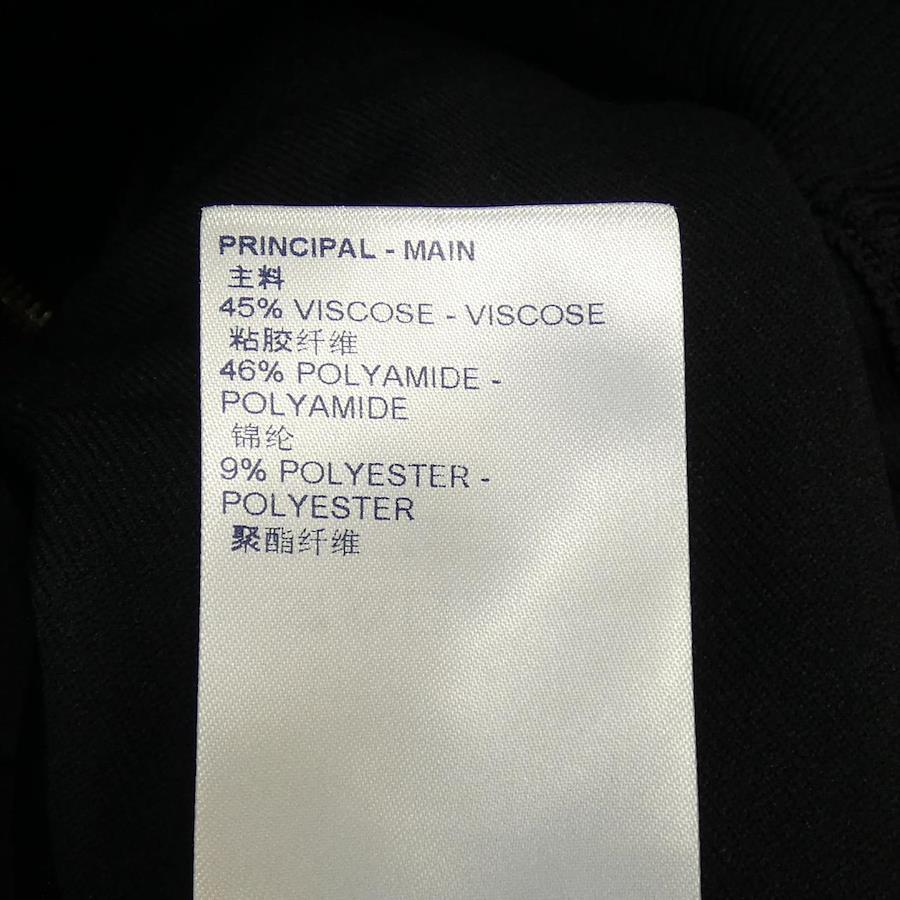 PRINCIPAL - MAIN
主料
45% VISCOSE - VISCOSE
粘胶纤维
46% POLYAMIDE -
POLYAMIDE
锦纶
9% POLYESTER -
POLYESTER
聚酯纤维